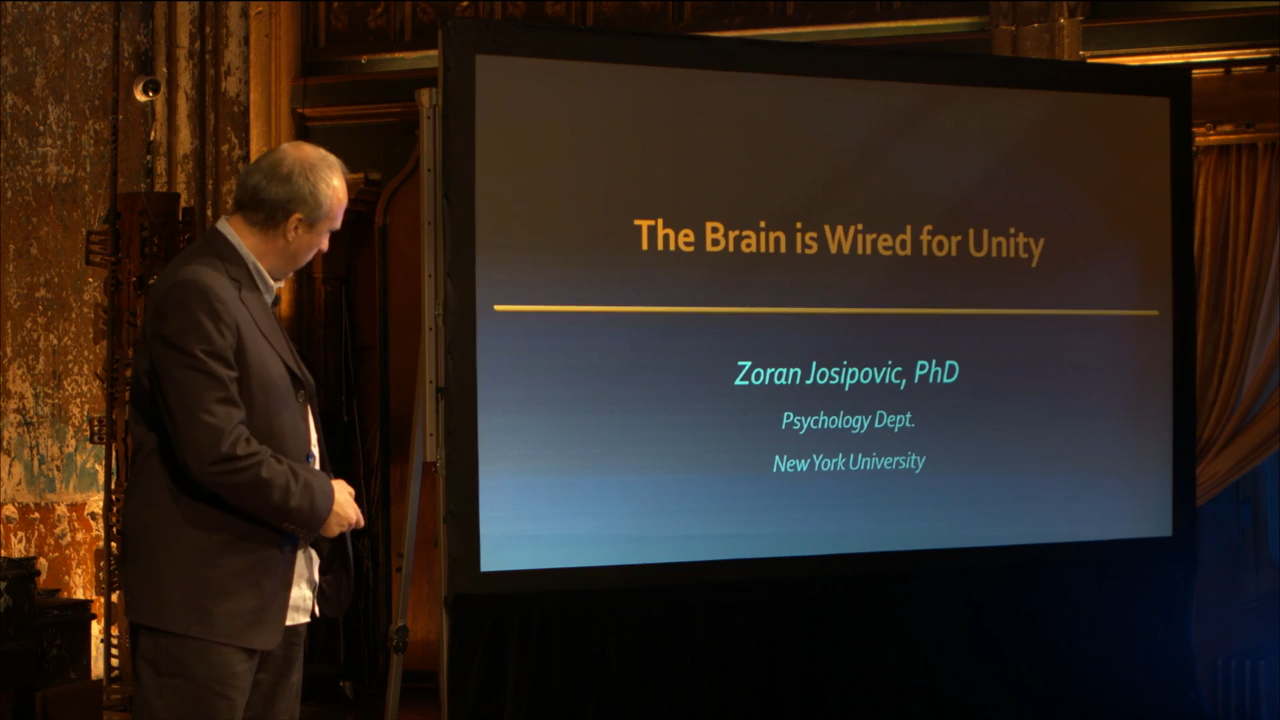 The Brain is Wired for Unity
Zoran Josipovic, PhD
Psychology Dept.
New York University